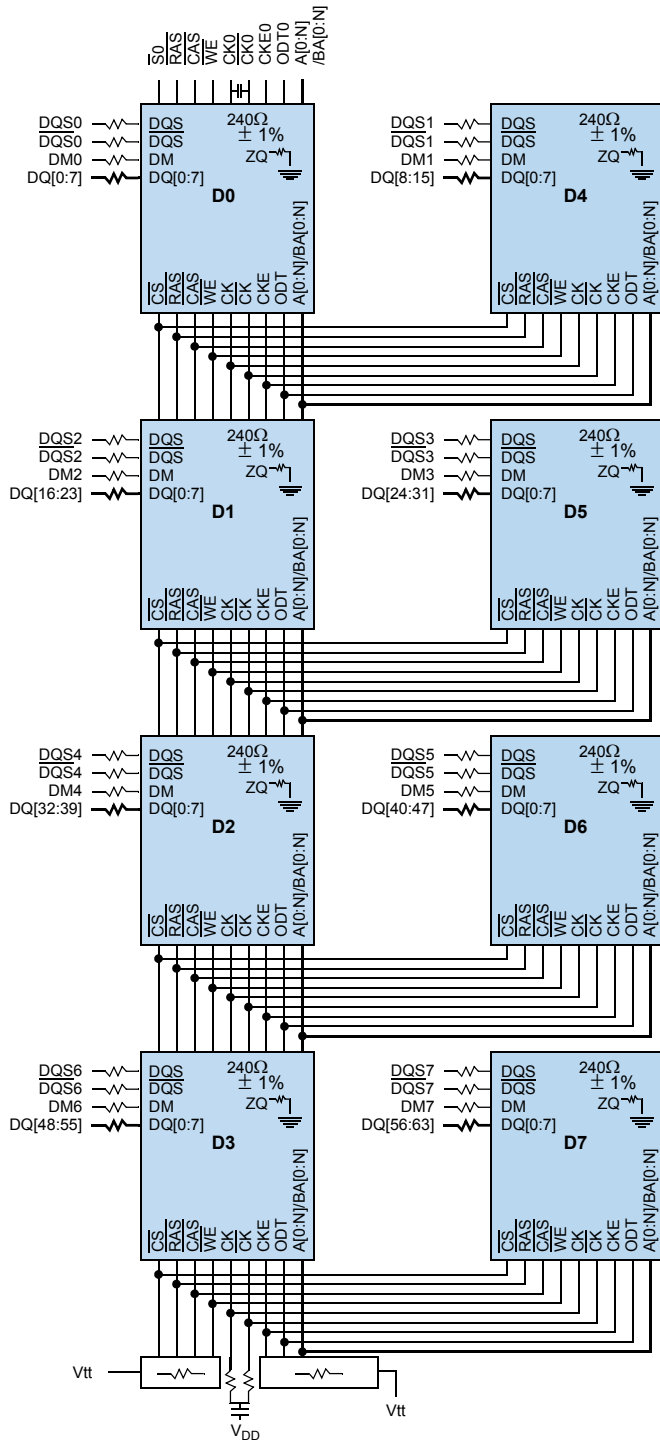 S0
RAS
CAS
WE
CK0
CK0
CKE0
ODT0
A[0:N]
/BA[0:N]
DQS0
DQS0
DM0
DQ[0:7]
DQS
DQS
DM
DQ[0:7]
240Ω
± 1%
ZQ
D0
CS
RAS
CAS
WE
CK
CK
CKE
ODT
A[0:N]/BA[0:N]
DQS1
DQS1
DM1
DQ[8:15]
DQS
DQS
DM
DQ[0:7]
240Ω
± 1%
ZQ
D4
CS
RAS
CAS
WE
CK
CK
CKE
ODT
A[0:N]/BA[0:N]
DQS2
DQS2
DM2
DQ[16:23]
DQS
DQS
DM
DQ[0:7]
240Ω
± 1%
ZQ
D1
CS
RAS
CAS
WE
CK
CK
CKE
ODT
A[0:N]/BA[0:N]
DQS3
DQS3
DM3
DQ[24:31]
DQS
DQS
DM
DQ[0:7]
240Ω
± 1%
ZQ
D5
CS
RAS
CAS
WE
CK
CK
CKE
ODT
A[0:N]/BA[0:N]
DQS4
DQS4
DM4
DQ[32:39]
DQS
DQS
DM
DQ[0:7]
240Ω
± 1%
ZQ
D2
CS
RAS
CAS
WE
CK
CK
CKE
ODT
A[0:N]/BA[0:N]
DQS5
DQS5
DM5
DQ[40:47]
DQS
DQS
DM
DQ[0:7]
240Ω
± 1%
ZQ
D6
CS
RAS
CAS
WE
CK
CK
CKE
ODT
A[0:N]/BA[0:N]
DQS6
DQS6
DM6
DQ[48:55]
DQS
DQS
DM
DQ[0:7]
240Ω
± 1%
ZQ
D3
CS
RAS
CAS
WE
CK
CK
CKE
ODT
A[0:N]/BA[0:N]
DQS7
DQS7
DM7
DQ[56:63]
DQS
DQS
DM
DQ[0:7]
240Ω
± 1%
ZQ
D7
CS
RAS
CAS
WE
CK
CK
CKE
ODT
A[0:N]/BA[0:N]
Vtt
VDD
Vtt